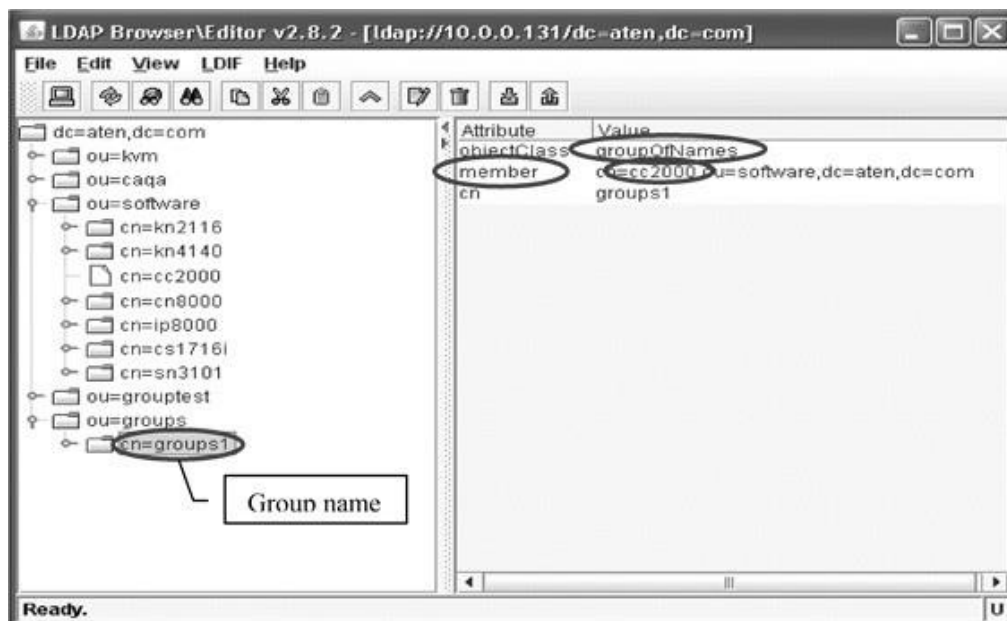 LDAP Browser\Editor v2.8.2 - [ldap://10.0.0.131/dc=aten,dc=com]
File Edit View LDIF Help
dc=aten,dc=com
ou=kvm
ou=caqa
ou=software
cn=kn2116
cn=kn4140
cn=cc2000
cn=cn8000
cn=ip8000
cn=cs1716i
cn=sn3101
ou=grouptest
ou=groups
cn=groups1
Group name
Attribute Value
objectClass groupOfNames
member cn=cc2000,ou=software,dc=aten,dc=com
cn groups1
Ready.
U